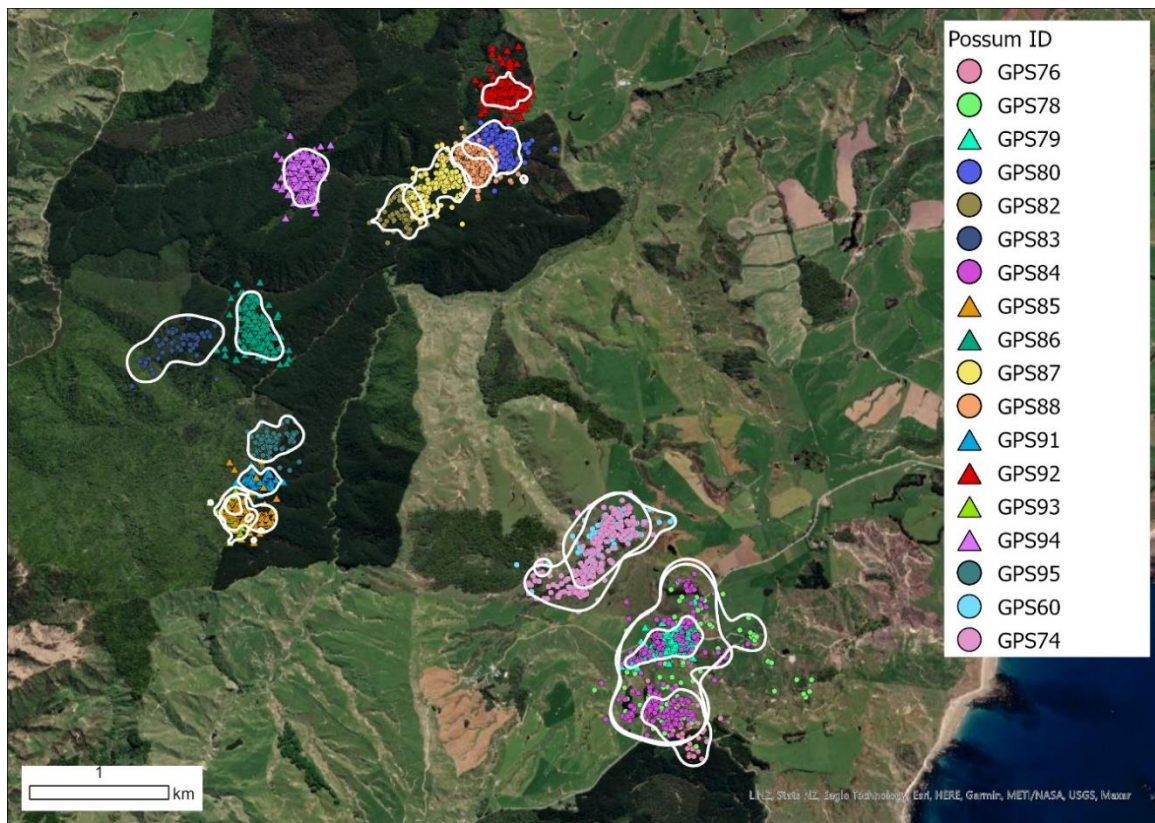 Possum ID
GPS76
GPS78
GPS79
GPS80
GPS82
GPS83
GPS84
GPS85
GPS86
GPS87
GPS88
GPS91
GPS92
GPS93
GPS94
GPS95
GPS60
GPS74
1
km
LINZ, Stats NZ, Eagle Technology, Esri, HERE, Garmin, METI/NASA, USGS, Maxar